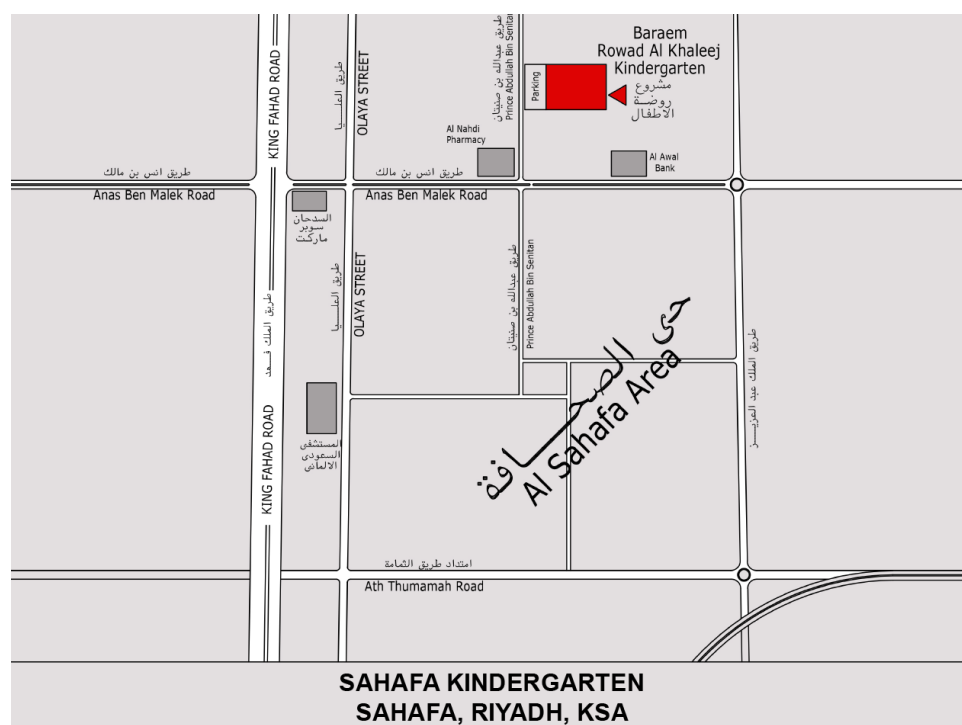 KING FAHAD ROAD
طريق العليا
OLAYA STREET
طريق عبدالله بن صنيتان
Prince Abdullah Bin Senitan
Parking
Baraem
Rowad Al Khaleej
Kindergarten
مشروع
روضة
الاطفال
Al Nahdi
Pharmacy
Al Awal
Bank
طريق انس بن مالك
Anas Ben Malek Road
طريق انس بن مالك
Anas Ben Malek Road
السدحان
سوبر
ماركت
طريق الملك فهد
طريق العليا
OLAYA STREET
طريق عبدالله بن صنيتان
Prince Abdullah Bin Senitan
حي الصحافة
Al Sahafa Area
طريق الملك عبد العزيز
KING FAHAD ROAD
المستشفى
السعودى
الالمانى
امتداد طريق الثمامة
Ath Thumamah Road
SAHAFA KINDERGARTEN
SAHAFA, RIYADH, KSA